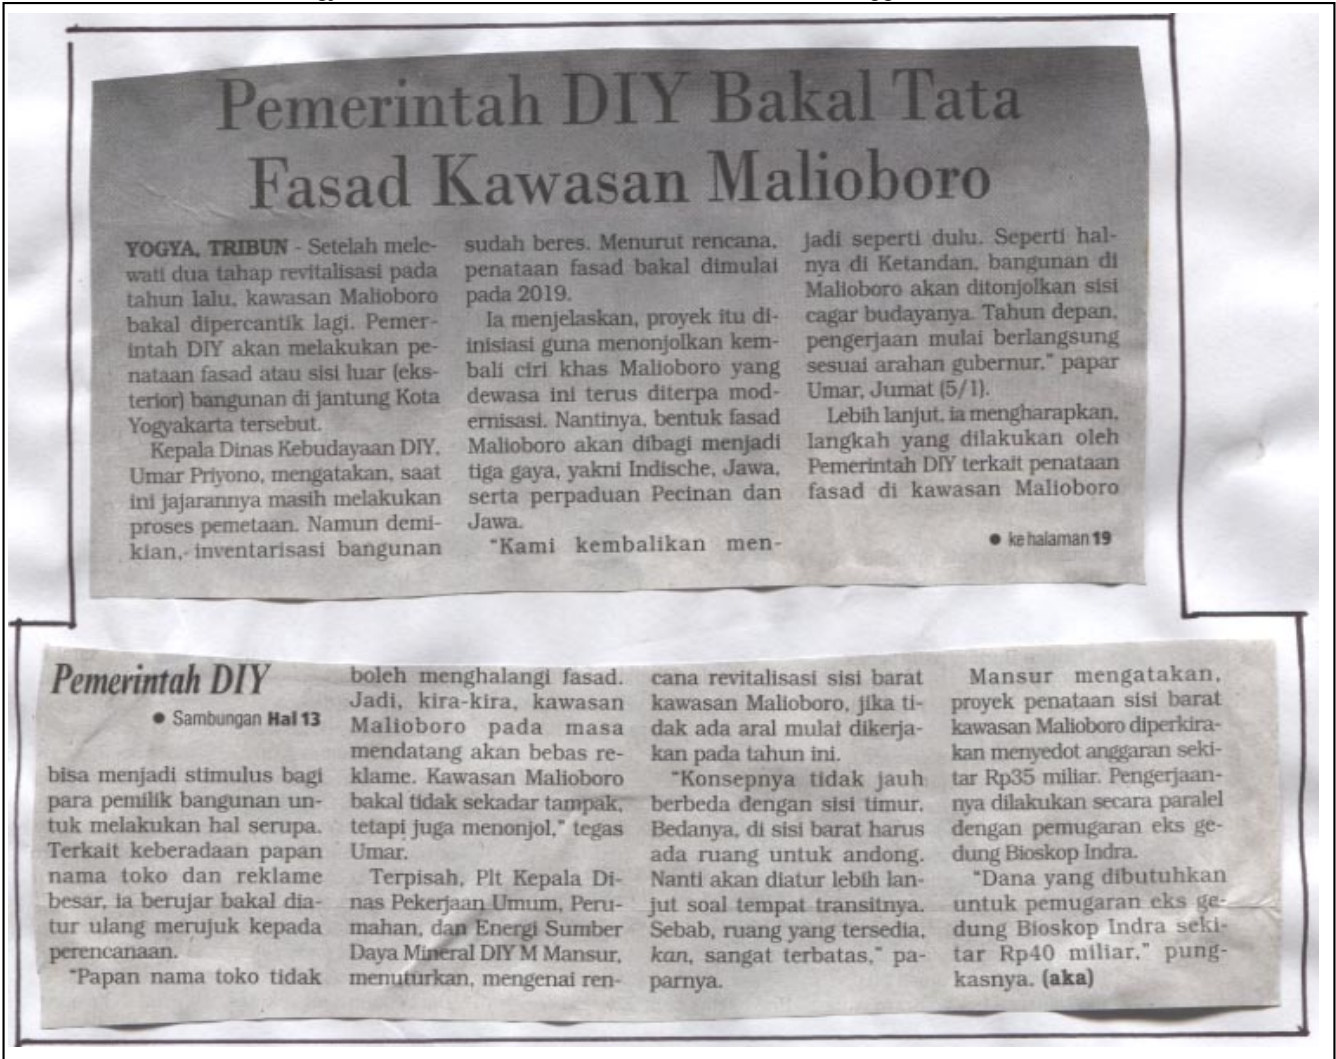 Pemerintah DIY Bakal Tata
Fasad Kawasan Malioboro
YOGYA, TRIBUN - Setelah mele-
wati dua tahap revitalisasi pada
tahun lalu, kawasan Malioboro
bakal dipercantik lagi. Pemer-
intah DIY akan melakukan pe-
nataan fasad atau sisi luar (eks-
terior) bangunan di jantung Kota
Yogyakarta tersebut.
Kepala Dinas Kebudayaan DIY,
Umar Priyono, mengatakan, saat
ini jajarannya masih melakukan
proses pemetaan. Namun demi-
kian, inventarisasi bangunan
sudah beres. Menurut rencana,
penataan fasad bakal dimulai
pada 2019.
Ia menjelaskan, proyek itu di-
inisiasi guna menonjolkan kem-
bali ciri khas Malioboro yang
dewasa ini terus diterpa mod-
ernisasi. Nantinya, bentuk fasad
Malioboro akan dibagi menjadi
tiga gaya, yakni Indische, Jawa,
serta perpaduan Pecinan dan
Jawa.
"Kami kembalikan men-
jadi seperti dulu. Seperti hal-
nya di Ketandan, bangunan di
Malioboro akan ditonjolkan sisi
cagar budayanya. Tahun depan,
pengerjaan mulai berlangsung
sesuai arahan gubernur," papar
Umar, Jumat (5/1).
Lebih lanjut, ia mengharapkan,
langkah yang dilakukan oleh
Pemerintah DIY terkait penataan
fasad di kawasan Malioboro
● ke halaman 19
Pemerintah DIY
● Sambungan Hal 13
bisa menjadi stimulus bagi
para pemilik bangunan un-
tuk melakukan hal serupa.
Terkait keberadaan papan
nama toko dan reklame
besar, ia berujar bakal dia-
tur ulang merujuk kepada
perencanaan.
"Papan nama toko tidak
boleh menghalangi fasad.
Jadi, kira-kira, kawasan
Malioboro pada masa
mendatang akan bebas re-
klame. Kawasan Malioboro
bakal tidak sekadar tampak,
tetapi juga menonjol," tegas
Umar.
Terpisah, Plt Kepala Di-
nas Pekerjaan Umum, Peru-
mahan, dan Energi Sumber
Daya Mineral DIY M Mansur,
menuturkan, mengenai ren-
cana revitalisasi sisi barat
kawasan Malioboro, jika ti-
dak ada aral mulai dikerja-
kan pada tahun ini.
"Konsepnya tidak jauh
berbeda dengan sisi timur.
Bedanya, di sisi barat harus
ada ruang untuk andong.
Nanti akan diatur lebih lan-
jut soal tempat transitnya.
Sebab, ruang yang tersedia,
kan, sangat terbatas," pa-
parnya.
Mansur mengatakan,
proyek penataan sisi barat
kawasan Malioboro diperkira-
kan menyedot anggaran seki-
tar Rp35 miliar. Pengerjaan-
nya dilakukan secara paralel
dengan pemugaran eks ge-
dung Bioskop Indra.
"Dana yang dibutuhkan
untuk pemugaran eks ge-
dung Bioskop Indra seki-
tar Rp40 miliar," pung-
kasnya. (aka)